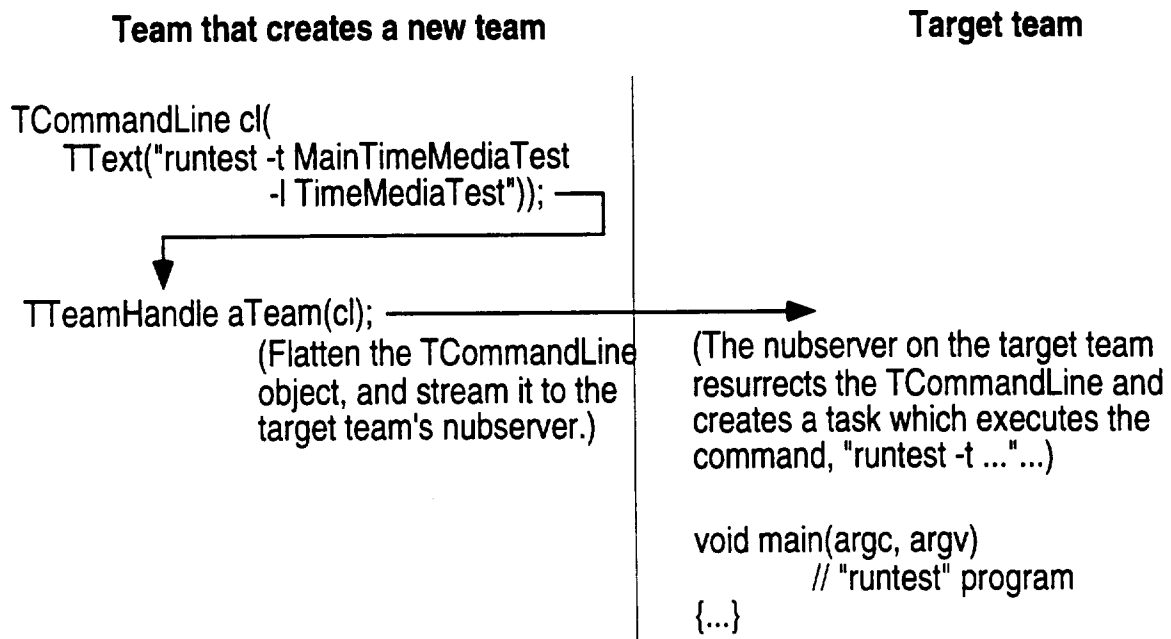 Team that creates a new team
Target team
TCommandLine cl(
TText("runtest -t MainTimeMediaTest
-l TimeMediaTest"));
TTeamHandle aTeam(cl);
(Flatten the TCommandLine
object, and stream it to the
target team's nubserver.)
(The nubserver on the target team
resurrects the TCommandLine and
creates a task which executes the
command, "runtest -t ..."...)
void main(argc, argv)
// "runtest" program
{...}